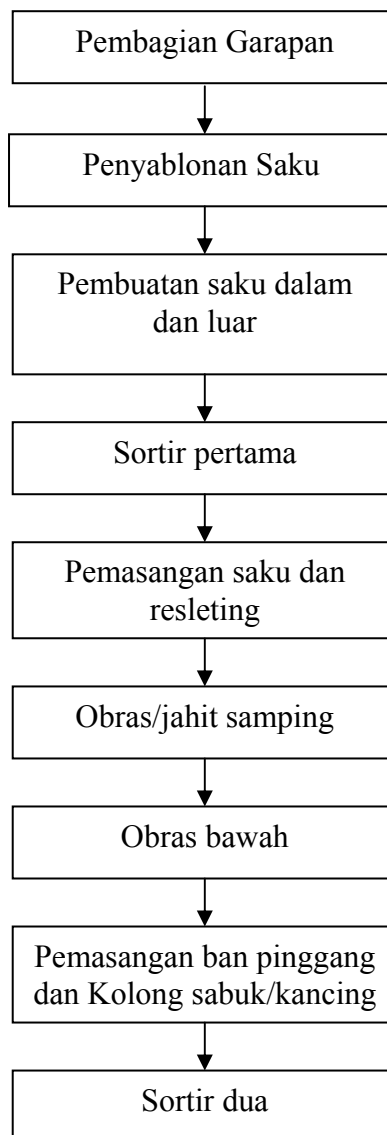 Pembagian Garapan
Penyablonan Saku
Pembuatan saku dalam
dan luar
Sortir pertama
Pemasangan saku dan
resleting
Obras/jahit samping
Obras bawah
Pemasangan ban pinggang
dan Kolong sabuk/kancing
Sortir dua